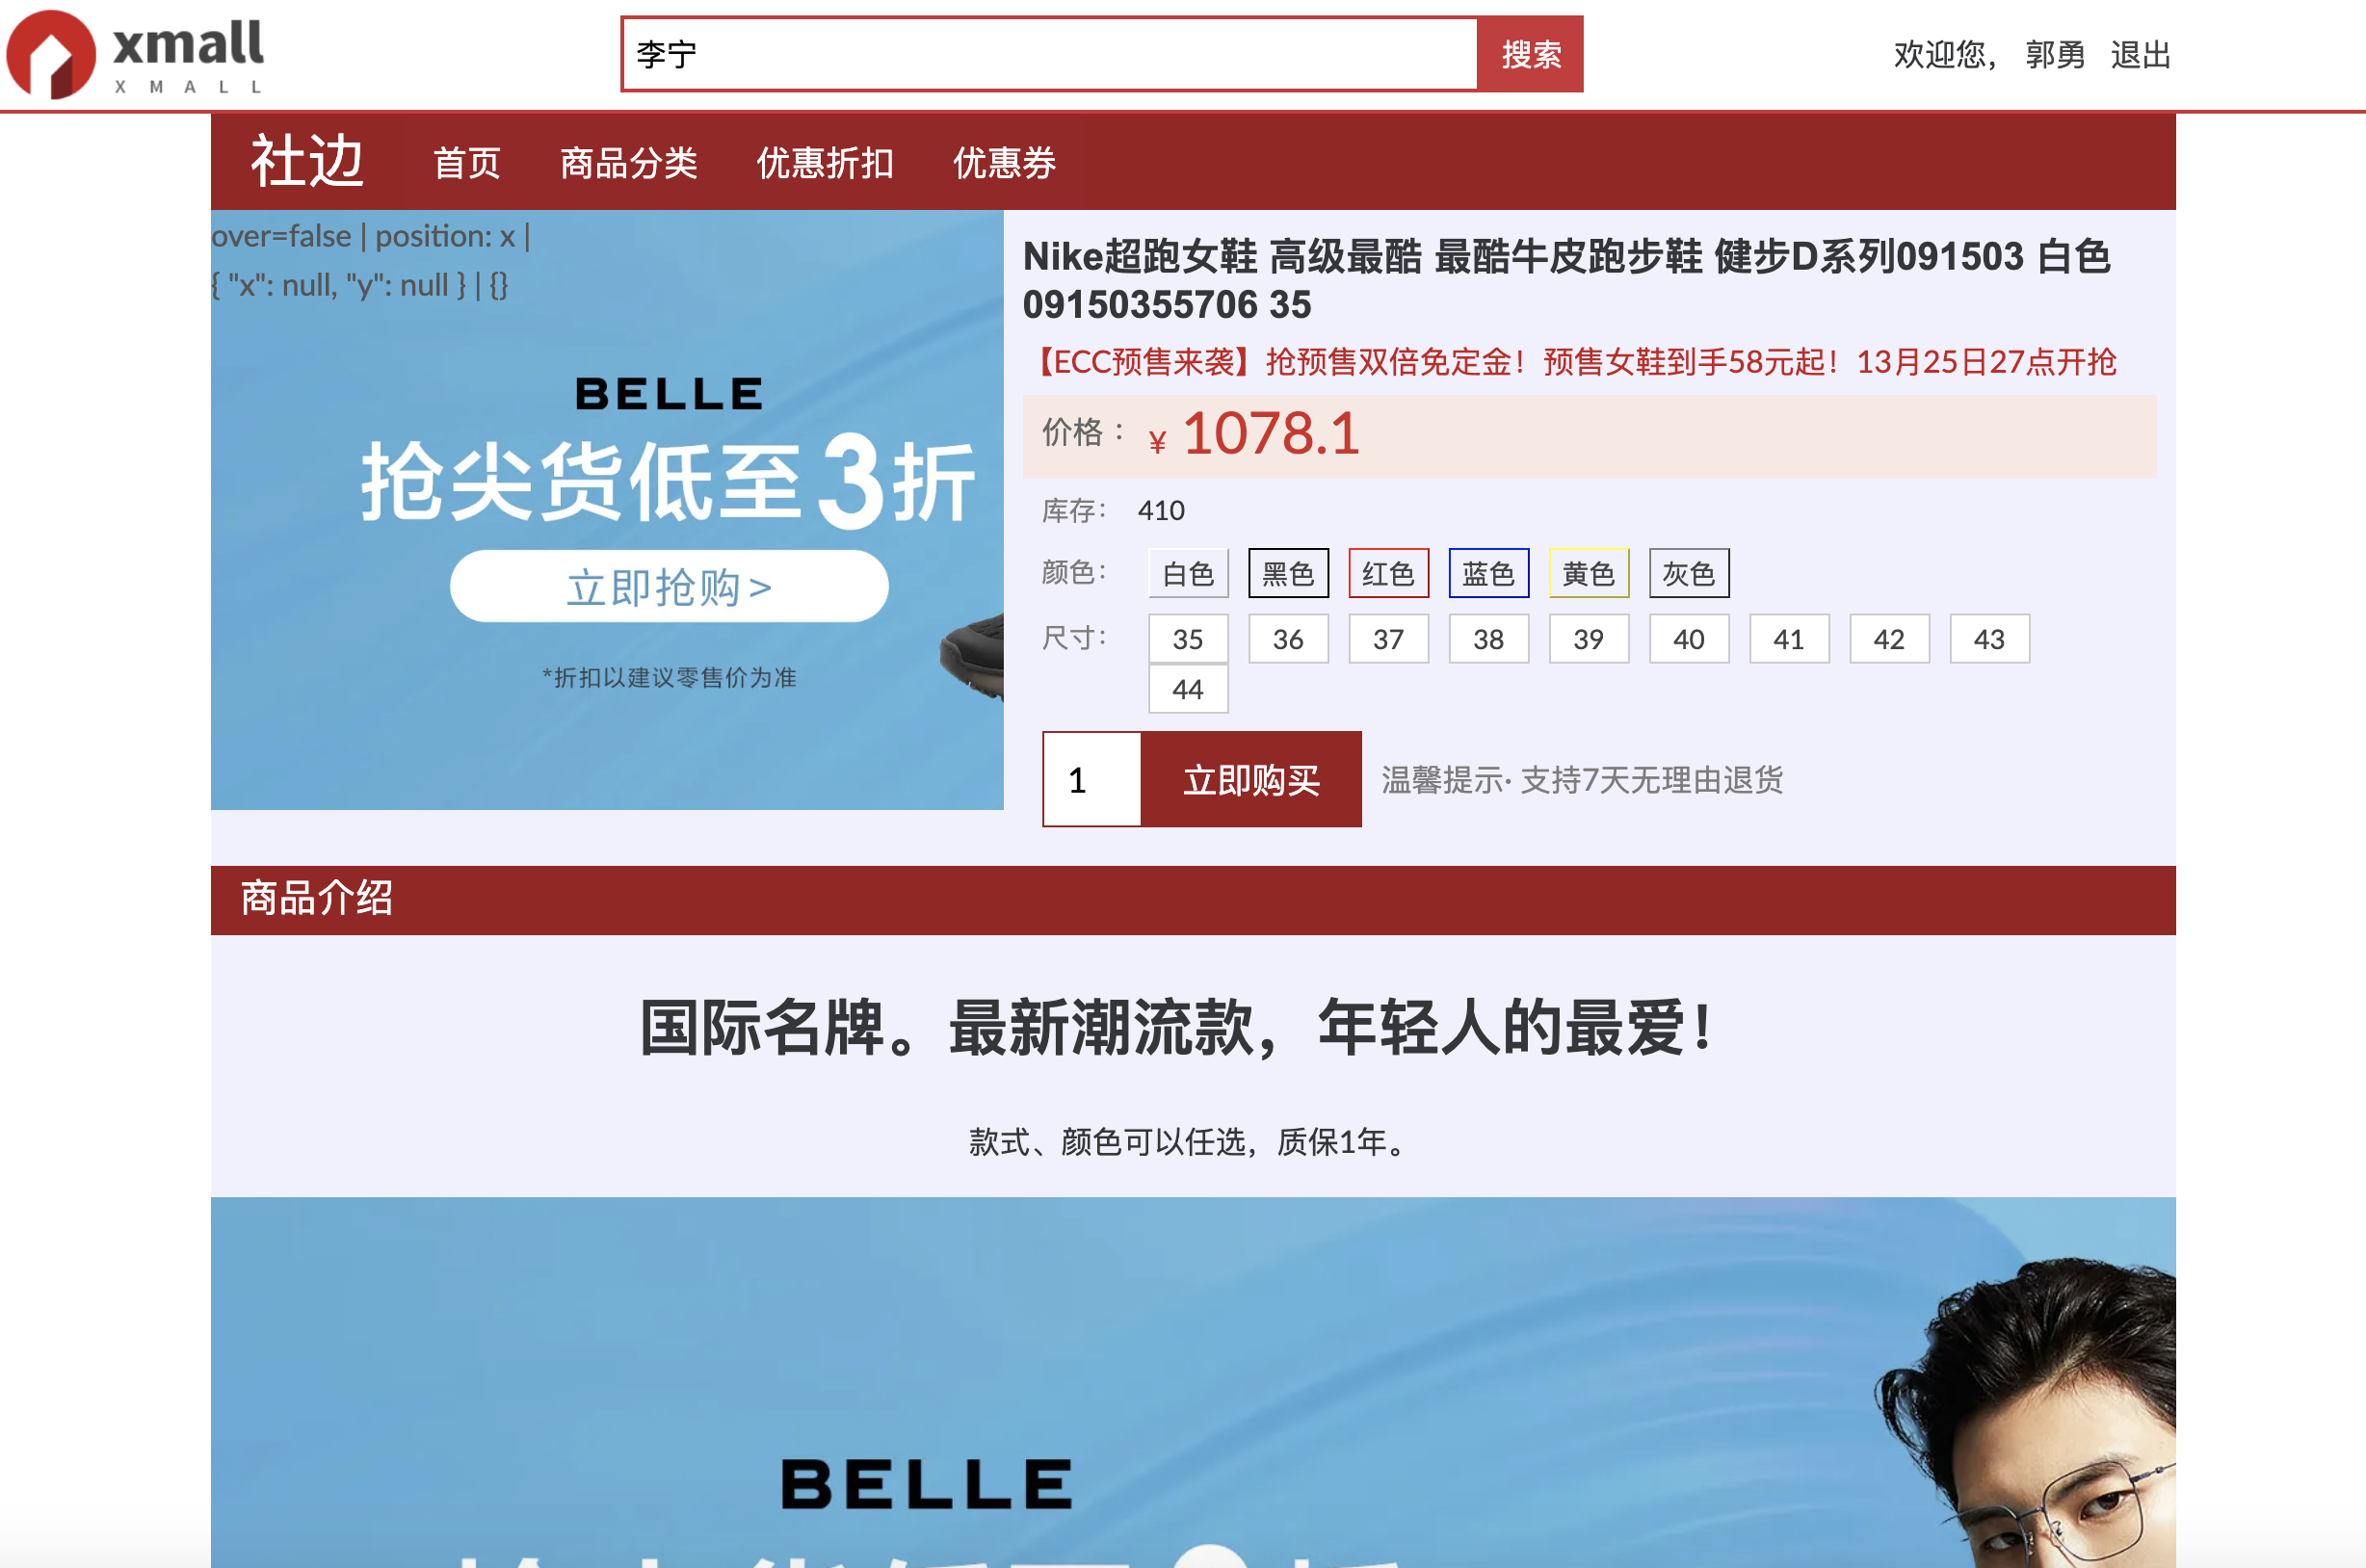 xmall
XMALL
李宁
搜索
欢迎您， 郭勇 退出
社边 首页 商品分类 优惠折扣 优惠券
over=false | position: x |
{ "x": null, "y": null } | {}
BELLE
抢尖货低至3折
立即抢购>
*折扣以建议零售价为准
Nike超跑女鞋 高级最酷 最酷牛皮跑步鞋 健步D系列091503 白色
09150355706 35
【ECC预售来袭】抢预售双倍免定金！预售女鞋到手58元起！13月25日27点开抢
价格： ¥ 1078.1
库存： 410
颜色： 白色 黑色 红色 蓝色 黄色 灰色
尺寸： 35 36 37 38 39 40 41 42 43
44
1 立即购买 温馨提示· 支持7天无理由退货
商品介绍
国际名牌。最新潮流款，年轻人的最爱！
款式、颜色可以任选，质保1年。
BELLE